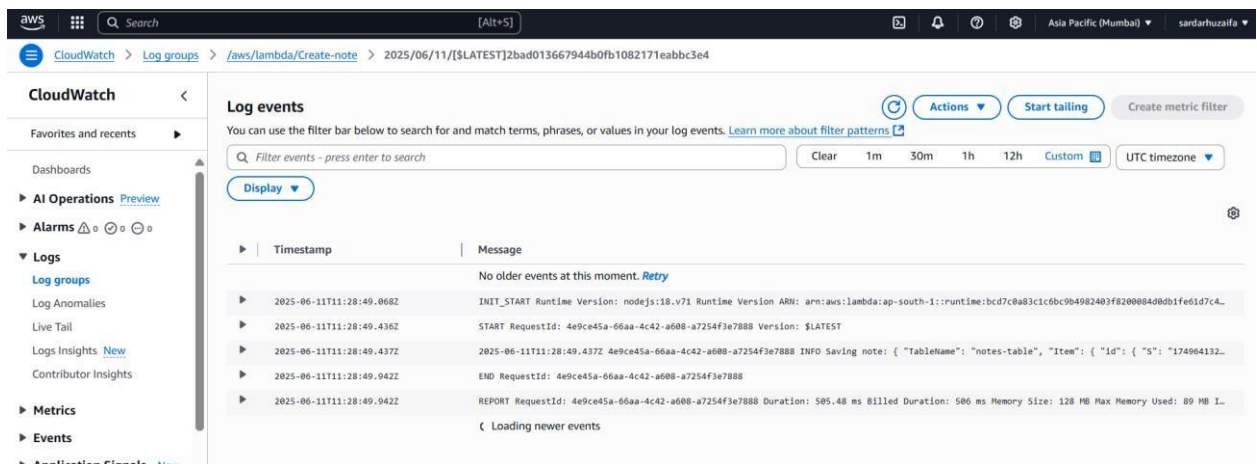 aws Search [Alt+S] Asia Pacific (Mumbai) sardarhuzaifa
CloudWatch > Log groups > /aws/lambda/Create-note > 2025/06/11/[$LATEST]2bad013667944b0fb1082171eabbc3e4
CloudWatch
Favorites and recents
Dashboards
AI Operations Preview
Alarms 0 0 0
Logs
Log groups
Log Anomalies
Live Tail
Logs Insights New
Contributor Insights
Metrics
Events
Application Signals New
Log events
Actions Start tailing Create metric filter
You can use the filter bar below to search for and match terms, phrases, or values in your log events. Learn more about filter patterns
Filter events - press enter to search
Clear 1m 30m 1h 12h Custom UTC timezone
Display
Timestamp Message
No older events at this moment. Retry
2025-06-11T11:28:49.068Z INIT_START Runtime Version: nodejs:18.v71 Runtime Version ARN: arn:aws:lambda:ap-south-1::runtime:bcd7c0a83c1c6bc9b4982403f8200084d0db1fe61d7c4…
2025-06-11T11:28:49.436Z START RequestId: 4e9ce45a-66aa-4c42-a608-a7254f3e7888 Version: $LATEST
2025-06-11T11:28:49.437Z 2025-06-11T11:28:49.437Z 4e9ce45a-66aa-4c42-a608-a7254f3e7888 INFO Saving note: { "TableName": "notes-table", "Item": { "id": { "S": "174964132…
2025-06-11T11:28:49.942Z END RequestId: 4e9ce45a-66aa-4c42-a608-a7254f3e7888
2025-06-11T11:28:49.942Z REPORT RequestId: 4e9ce45a-66aa-4c42-a608-a7254f3e7888 Duration: 505.48 ms Billed Duration: 506 ms Memory Size: 128 MB Max Memory Used: 89 MB I…
Loading newer events